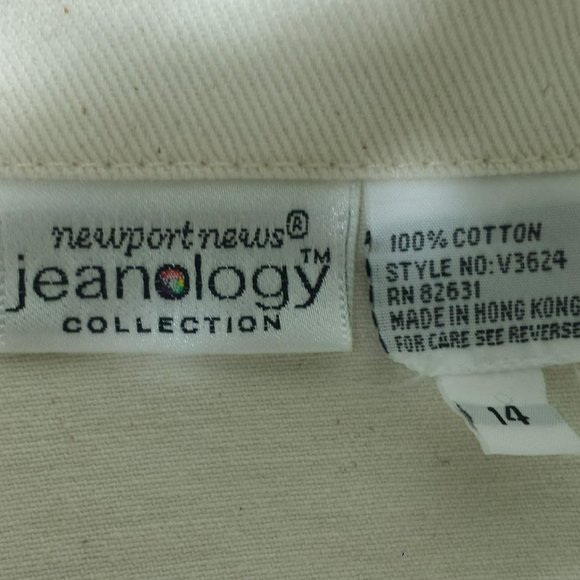 newport news®
jeanology™
COLLECTION
100% COTTON
STYLE NO: V3624
RN 82631
MADE IN HONG KONG
FOR CARE SEE REVERSE
14